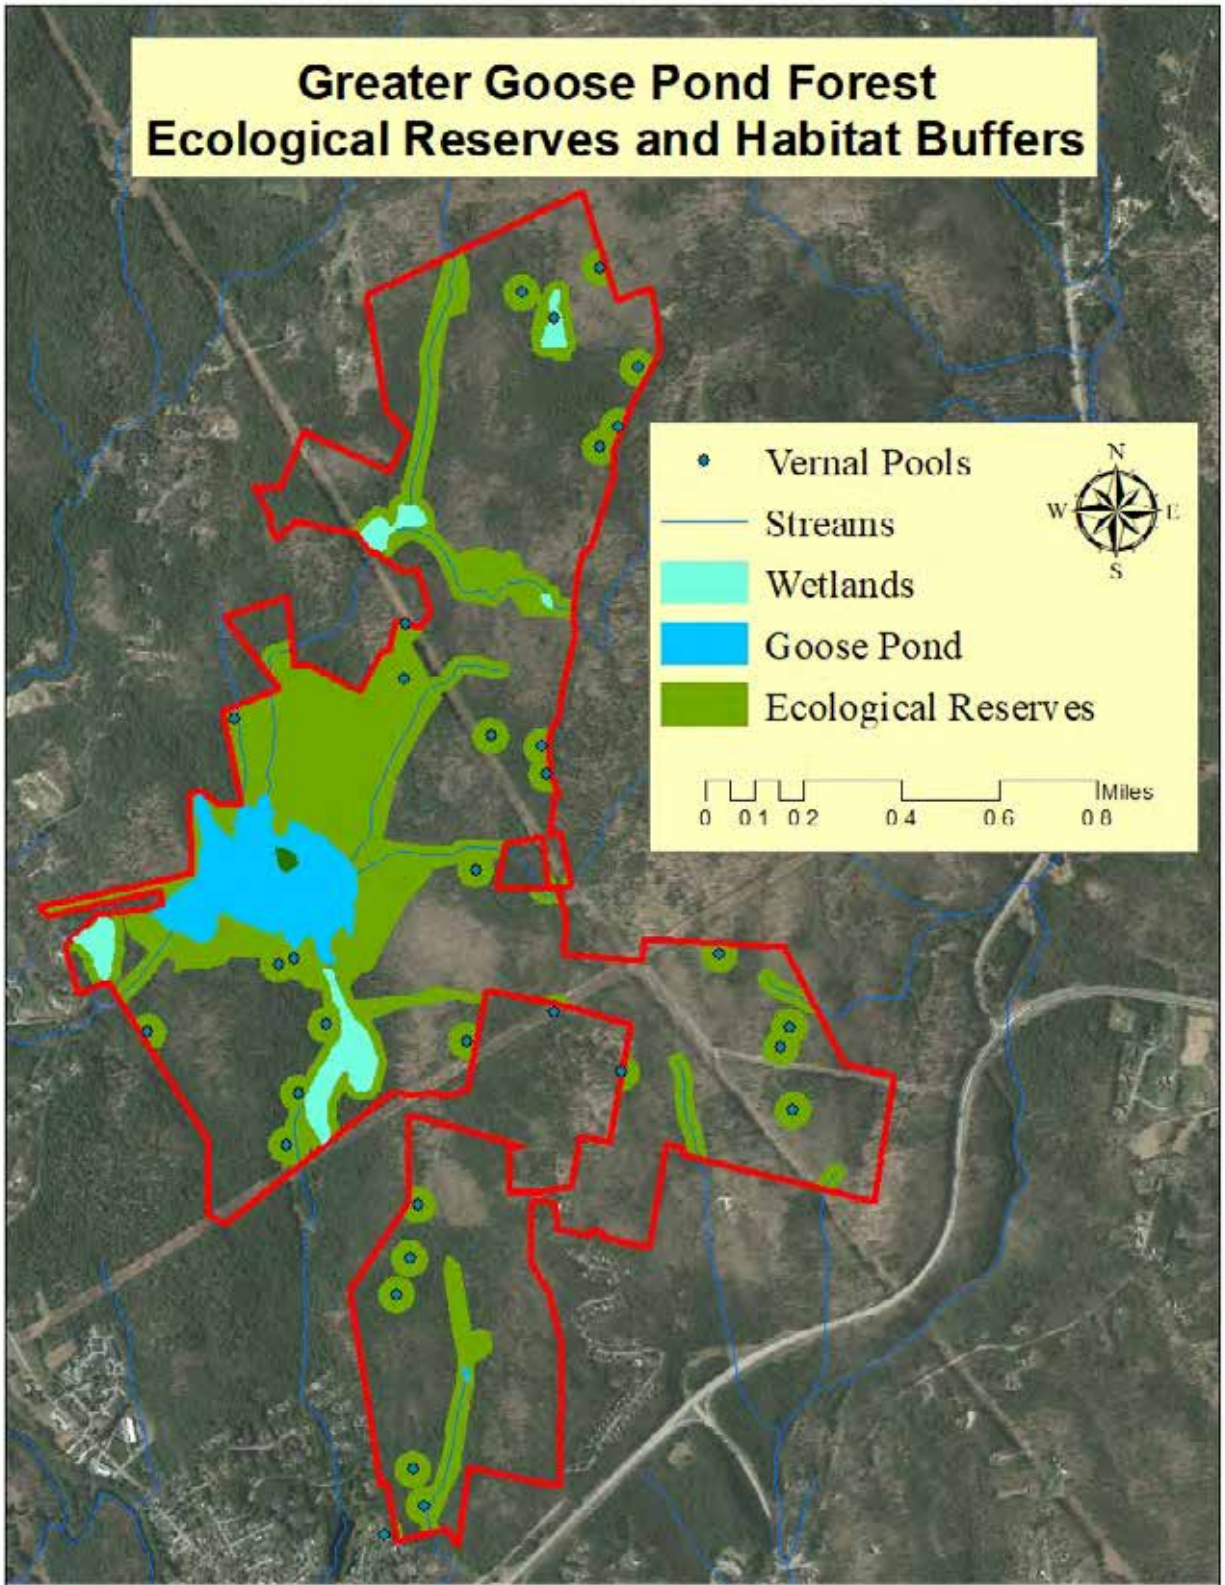 Greater Goose Pond Forest
Ecological Reserves and Habitat Buffers
Vernal Pools
N
W E
S
Streams
Wetlands
Goose Pond
Ecological Reserves
Miles
0 0.1 0.2 0.4 0.6 0.8